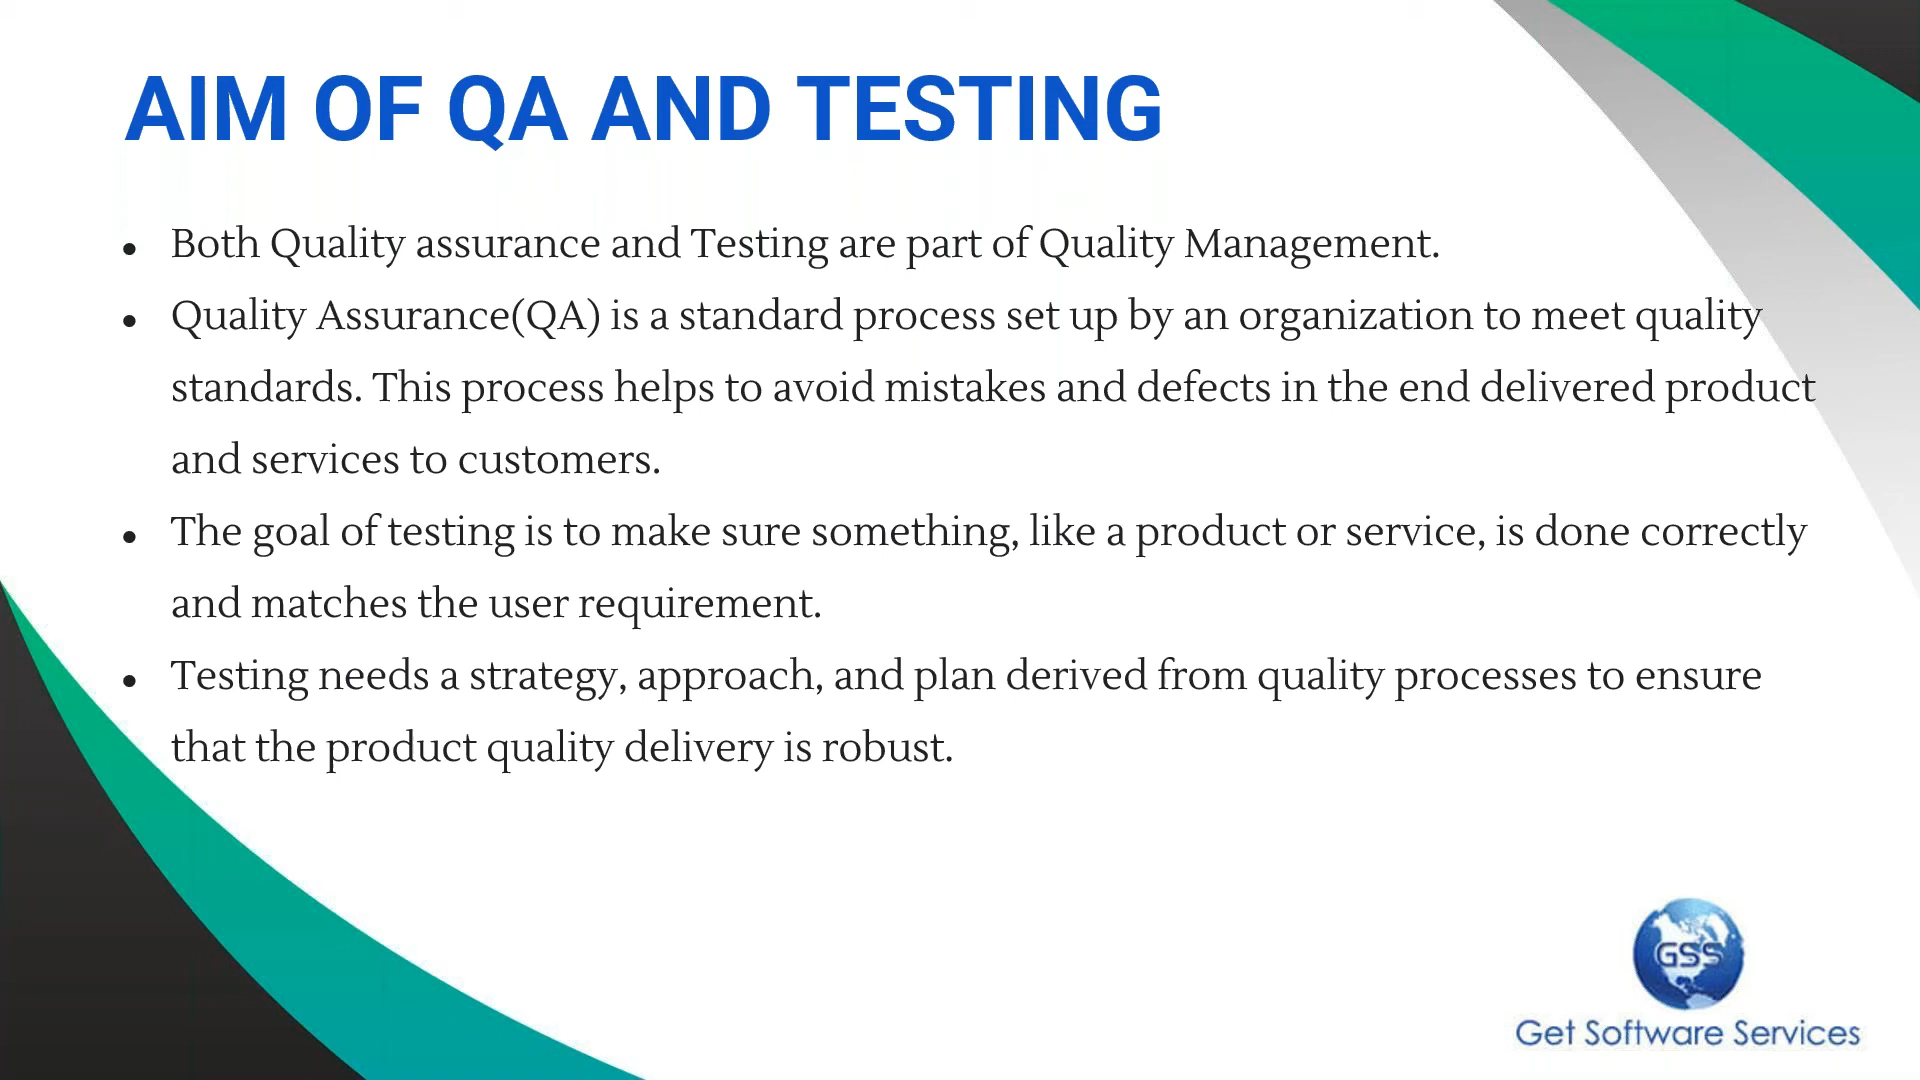 AIM OF QA AND TESTING
• Both Quality assurance and Testing are part of Quality Management.
• Quality Assurance(QA) is a standard process set up by an organization to meet quality
standards. This process helps to avoid mistakes and defects in the end delivered product
and services to customers.
• The goal of testing is to make sure something, like a product or service, is done correctly
and matches the user requirement.
• Testing needs a strategy, approach, and plan derived from quality processes to ensure
that the product quality delivery is robust.
GSS
Get Software Services